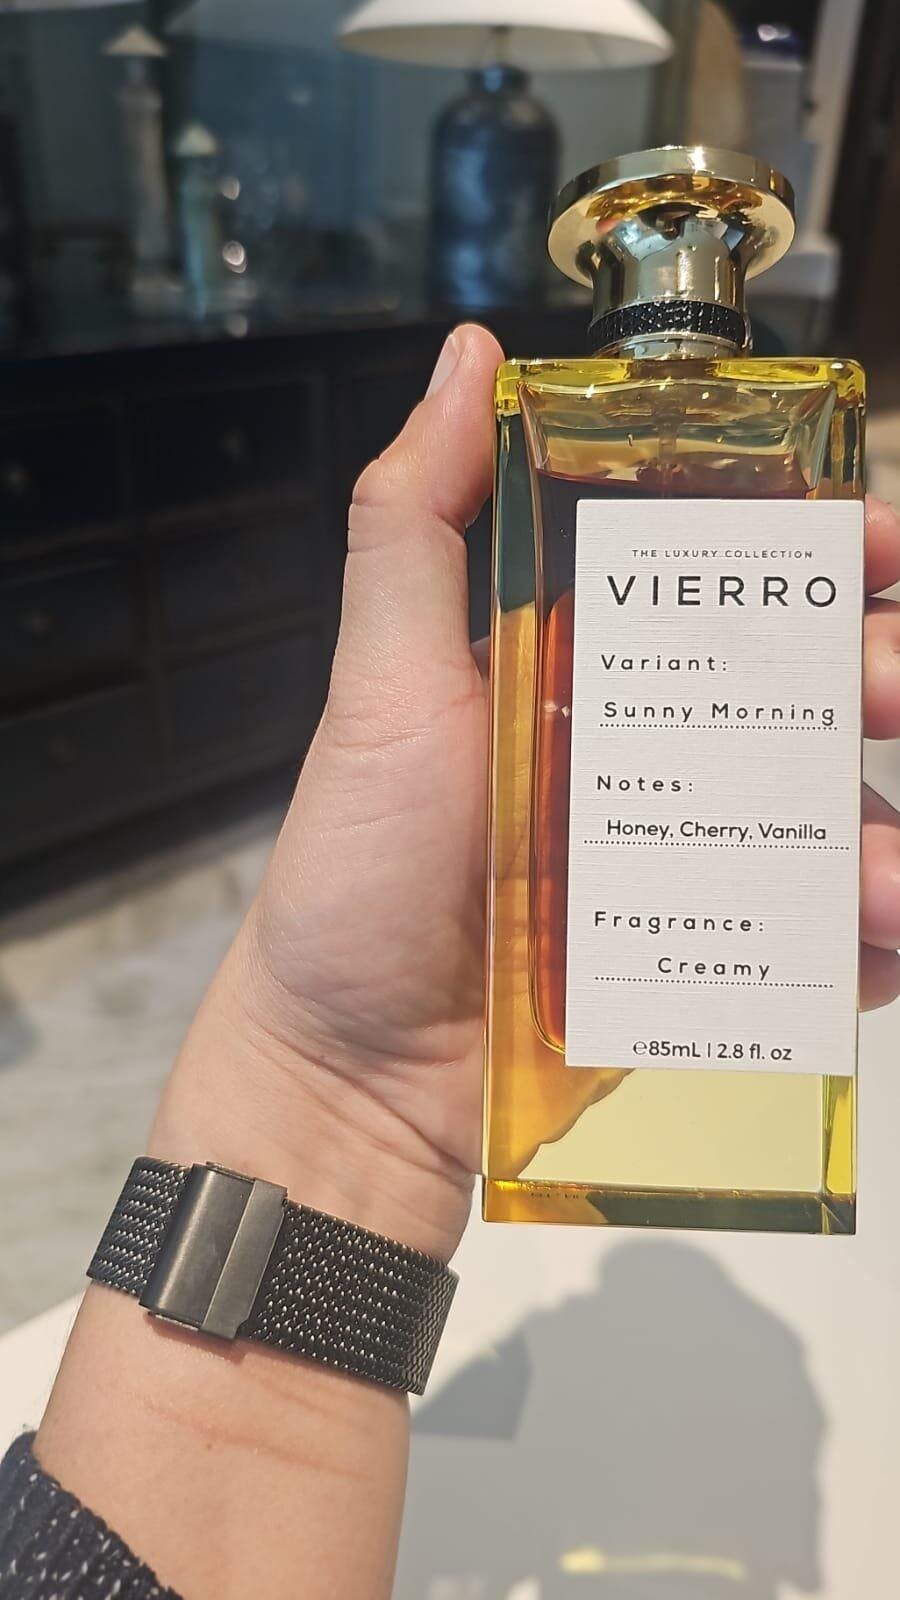 THE LUXURY COLLECTION
VIERRO
Variant:
Sunny Morning
Notes:
Honey, Cherry, Vanilla
Fragrance:
Creamy
℮85mL | 2.8 fl. oz